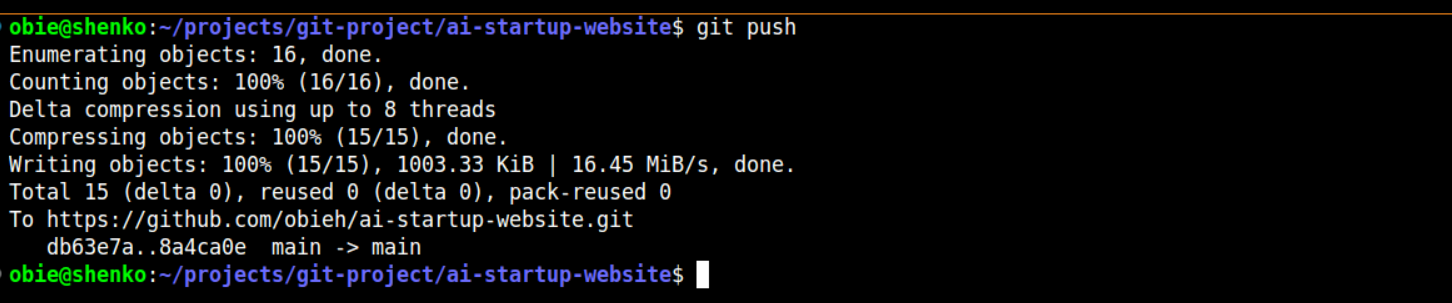 obie@shenko:~/projects/git-project/ai-startup-website$ git push
Enumerating objects: 16, done.
Counting objects: 100% (16/16), done.
Delta compression using up to 8 threads
Compressing objects: 100% (15/15), done.
Writing objects: 100% (15/15), 1003.33 KiB | 16.45 MiB/s, done.
Total 15 (delta 0), reused 0 (delta 0), pack-reused 0
To https://github.com/obieh/ai-startup-website.git
   db63e7a..8a4ca0e  main -> main
obie@shenko:~/projects/git-project/ai-startup-website$